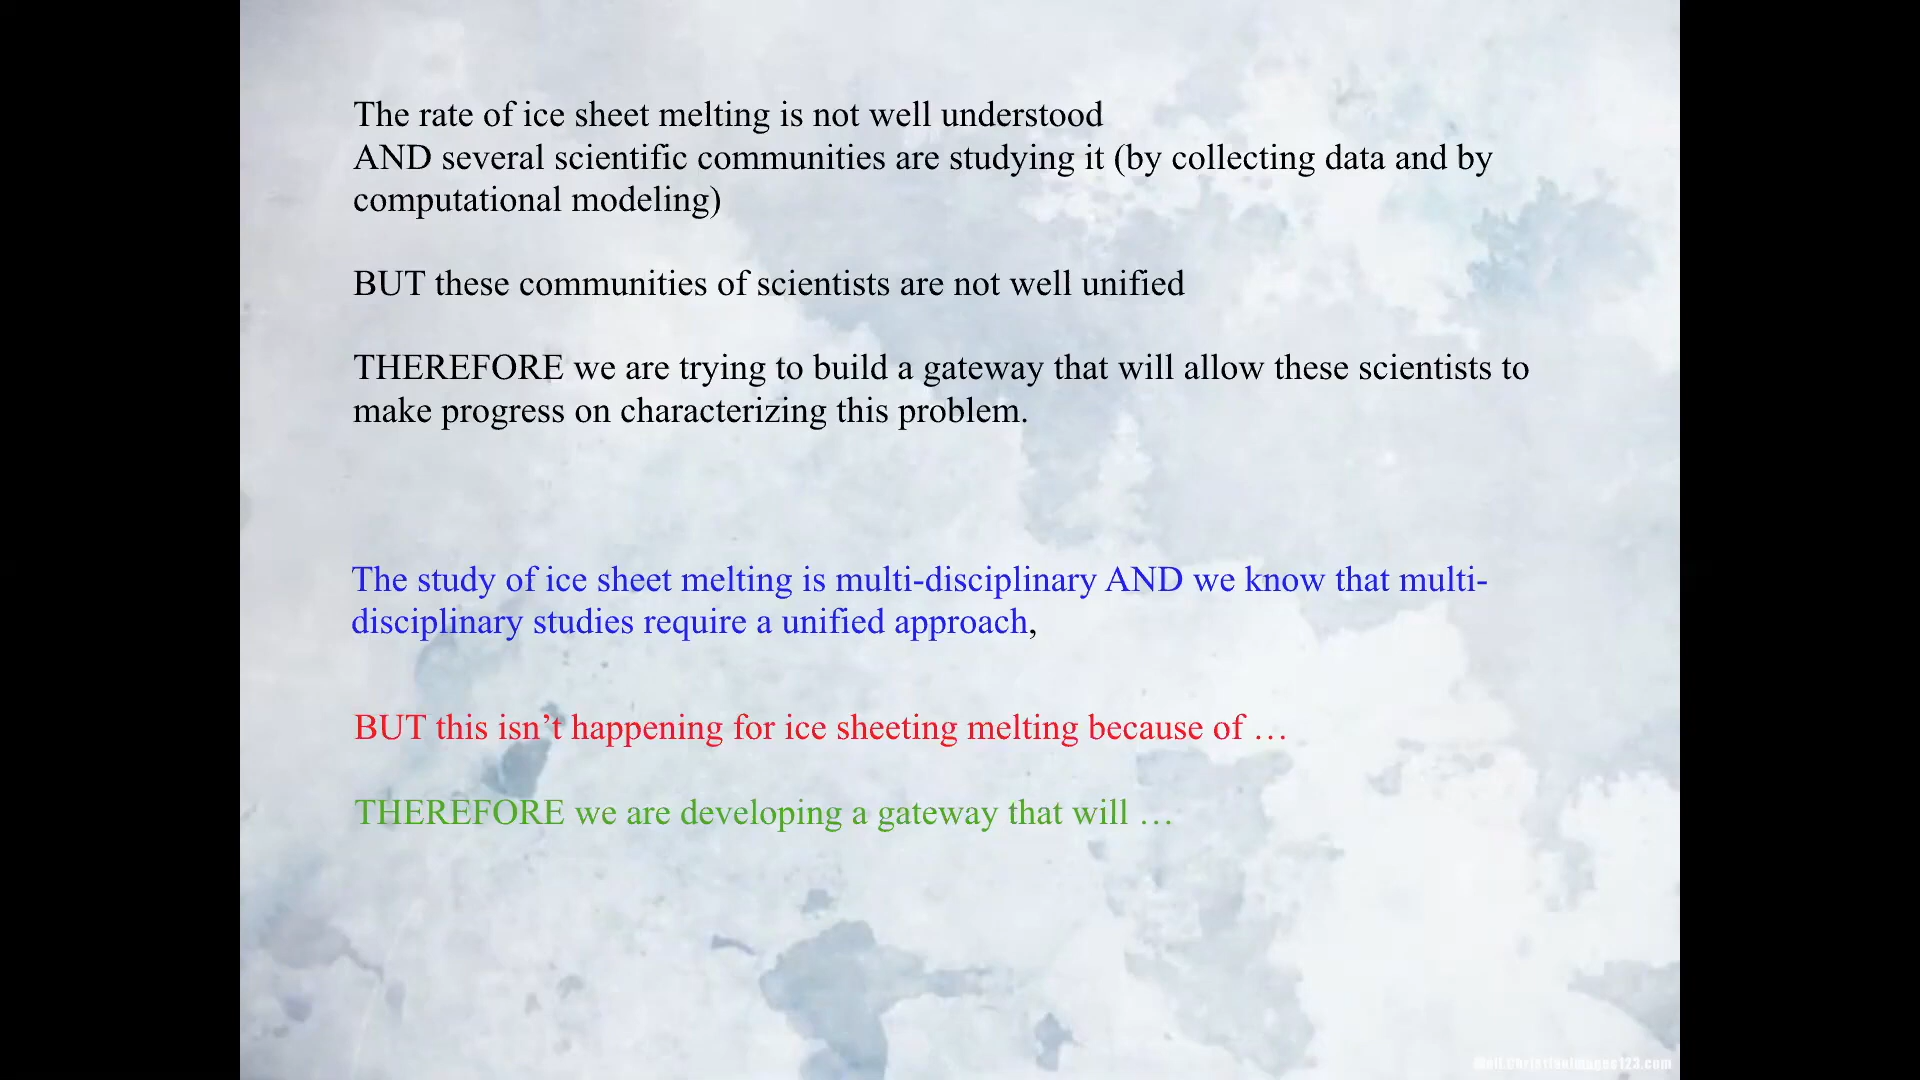 The rate of ice sheet melting is not well understood
AND several scientific communities are studying it (by collecting data and by
computational modeling)
BUT these communities of scientists are not well unified
THEREFORE we are trying to build a gateway that will allow these scientists to
make progress on characterizing this problem.
The study of ice sheet melting is multi-disciplinary AND we know that multi-
disciplinary studies require a unified approach,
BUT this isn’t happening for ice sheeting melting because of …
THEREFORE we are developing a gateway that will …